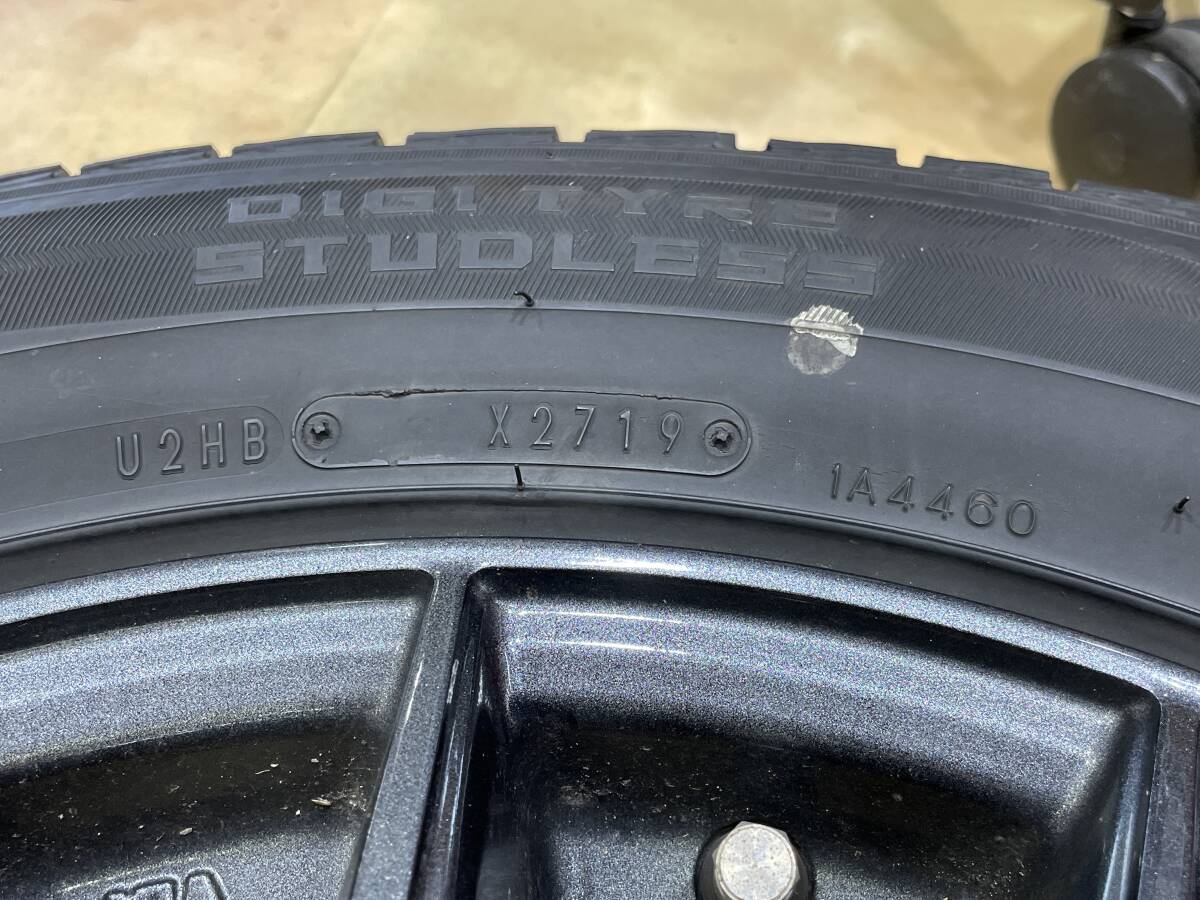 DIGI-TYRE
STUDLESS
U2HB X2719
1A4460